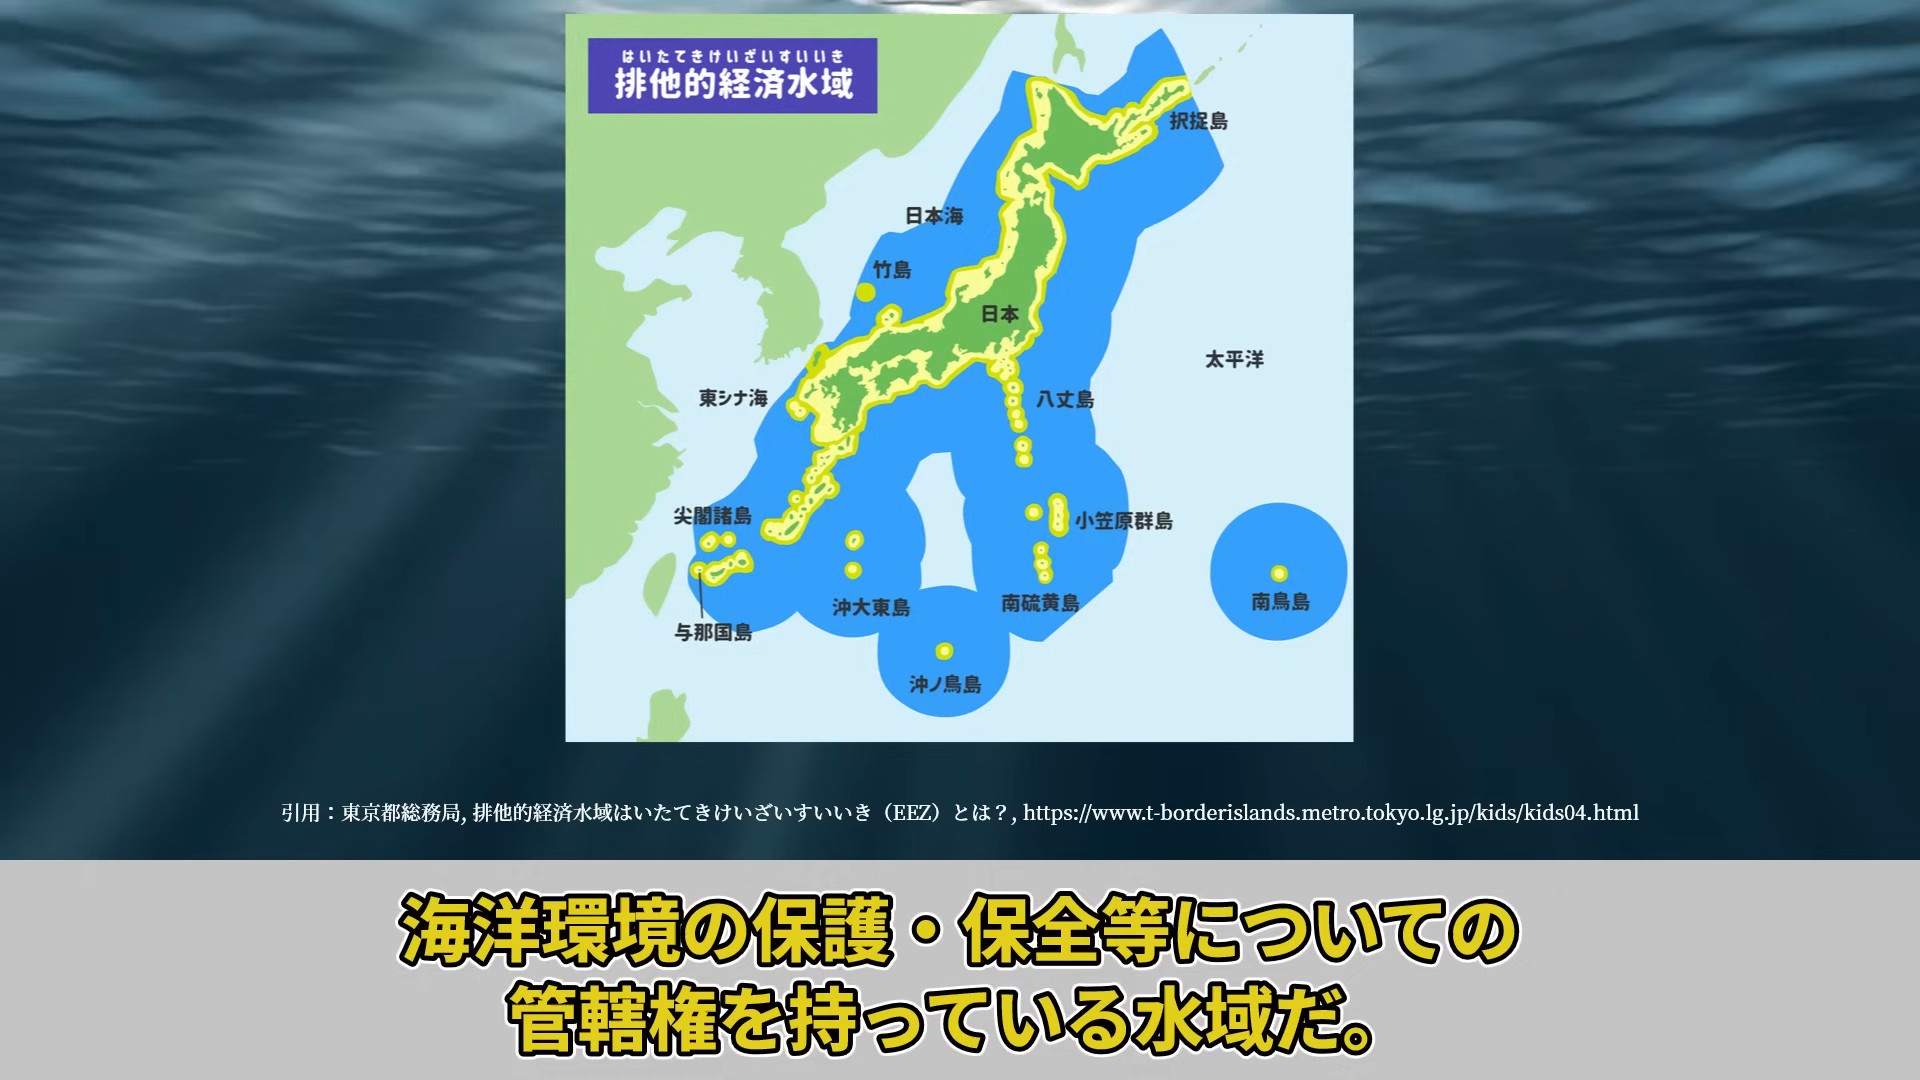 はいたてきけいざいすいいき
排他的経済水域
択捉島
日本海
竹島
日本
太平洋
東シナ海
八丈島
尖閣諸島
小笠原群島
沖大東島
南硫黄島
南鳥島
与那国島
沖ノ鳥島
引用：東京都総務局, 排他的経済水域はいたてきけいざいすいいき（EEZ）とは？, https://www.t-borderislands.metro.tokyo.lg.jp/kids/kids04.html
海洋環境の保護・保全等についての
管轄権を持っている水域だ。